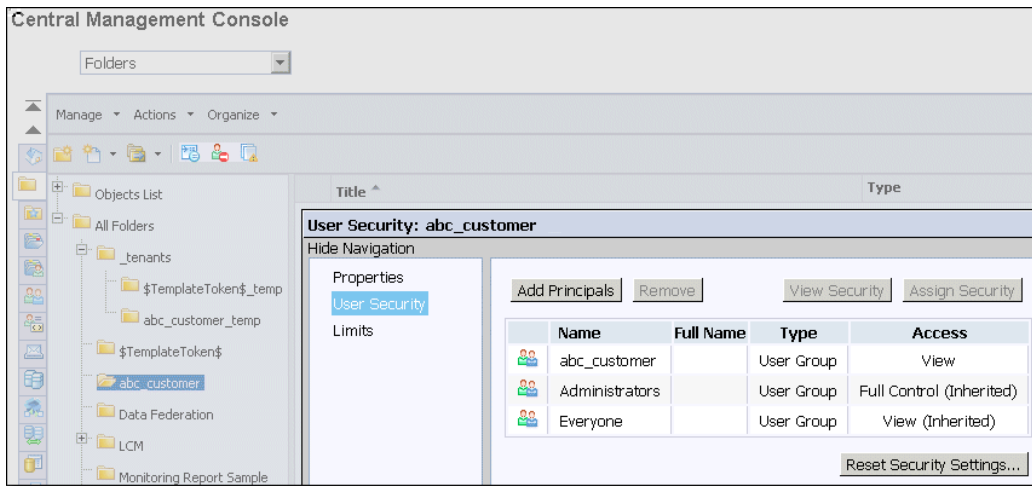 Central Management Console
Folders
Manage Actions Organize
Objects List
All Folders
_tenants
$TemplateToken$_temp
abc_customer_temp
$TemplateToken$
abc_customer
Data Federation
LCM
Monitoring Report Sample
Title Type
User Security: abc_customer
Hide Navigation
Properties
User Security
Limits
Add Principals Remove View Security Assign Security
Name Full Name Type Access
abc_customer User Group View
Administrators User Group Full Control (Inherited)
Everyone User Group View (Inherited)
Reset Security Settings...